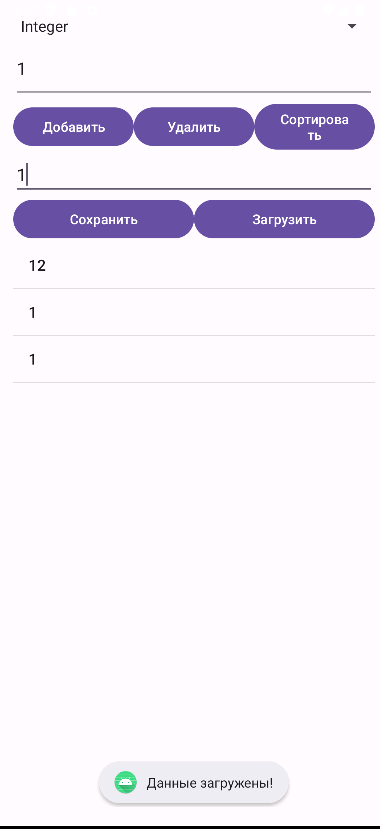 Integer
1
Добавить
Удалить
Сортирова
ть
1
Сохранить
Загрузить
12
1
1
Данные загружены!